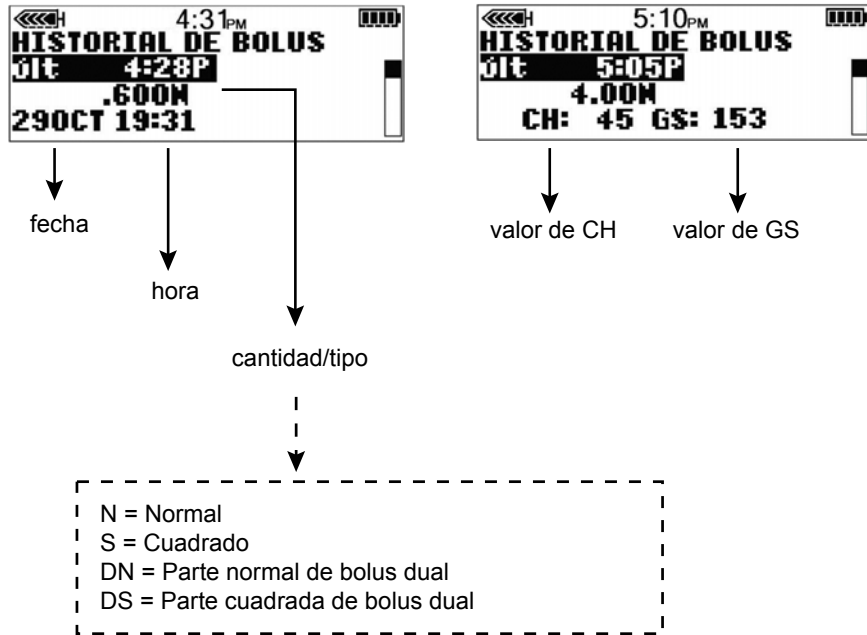 4:31PM
HISTORIAL DE BOLUS
últ 4:28P
.600N
29OCT 19:31
fecha
hora
cantidad/tipo
5:10PM
HISTORIAL DE BOLUS
últ 5:05P
4.00N
CH: 45 GS: 153
valor de CH
valor de GS
N = Normal
S = Cuadrado
DN = Parte normal de bolus dual
DS = Parte cuadrada de bolus dual